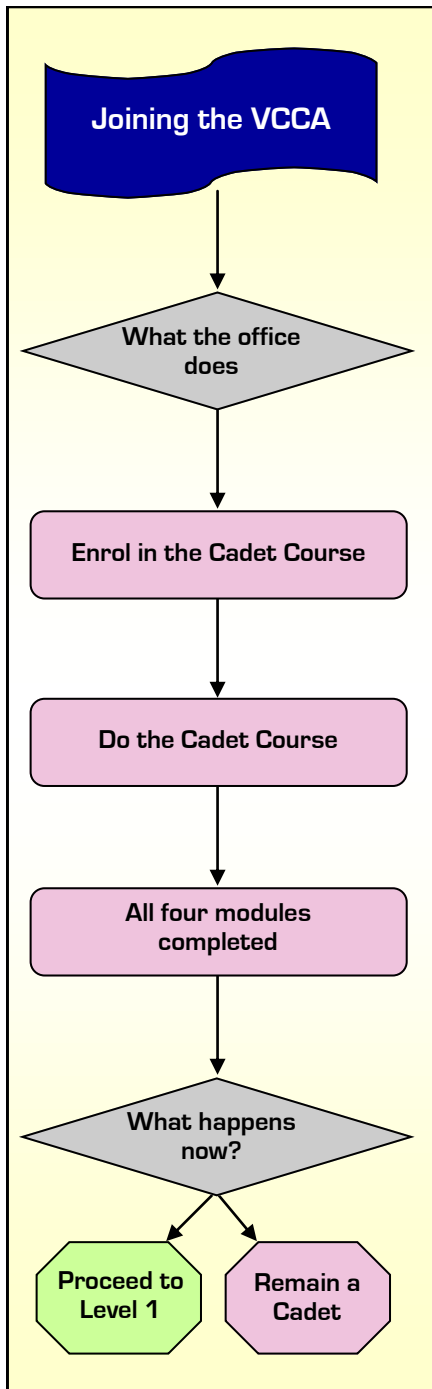 Joining the VCCA
What the office
does
Enrol in the Cadet Course
Do the Cadet Course
All four modules
completed
What happens
now?
Proceed to
Level 1
Remain a
Cadet